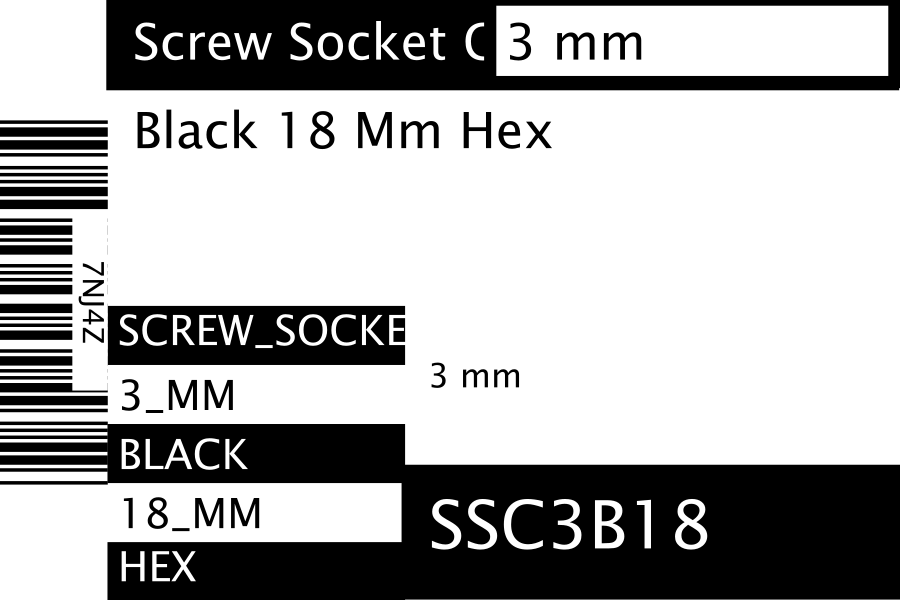 Screw Socket
3 mm
Black 18 Mm Hex
7NJ4Z
SCREW_SOCKE
3_MM
BLACK
18_MM
HEX
3 mm
SSC3B18